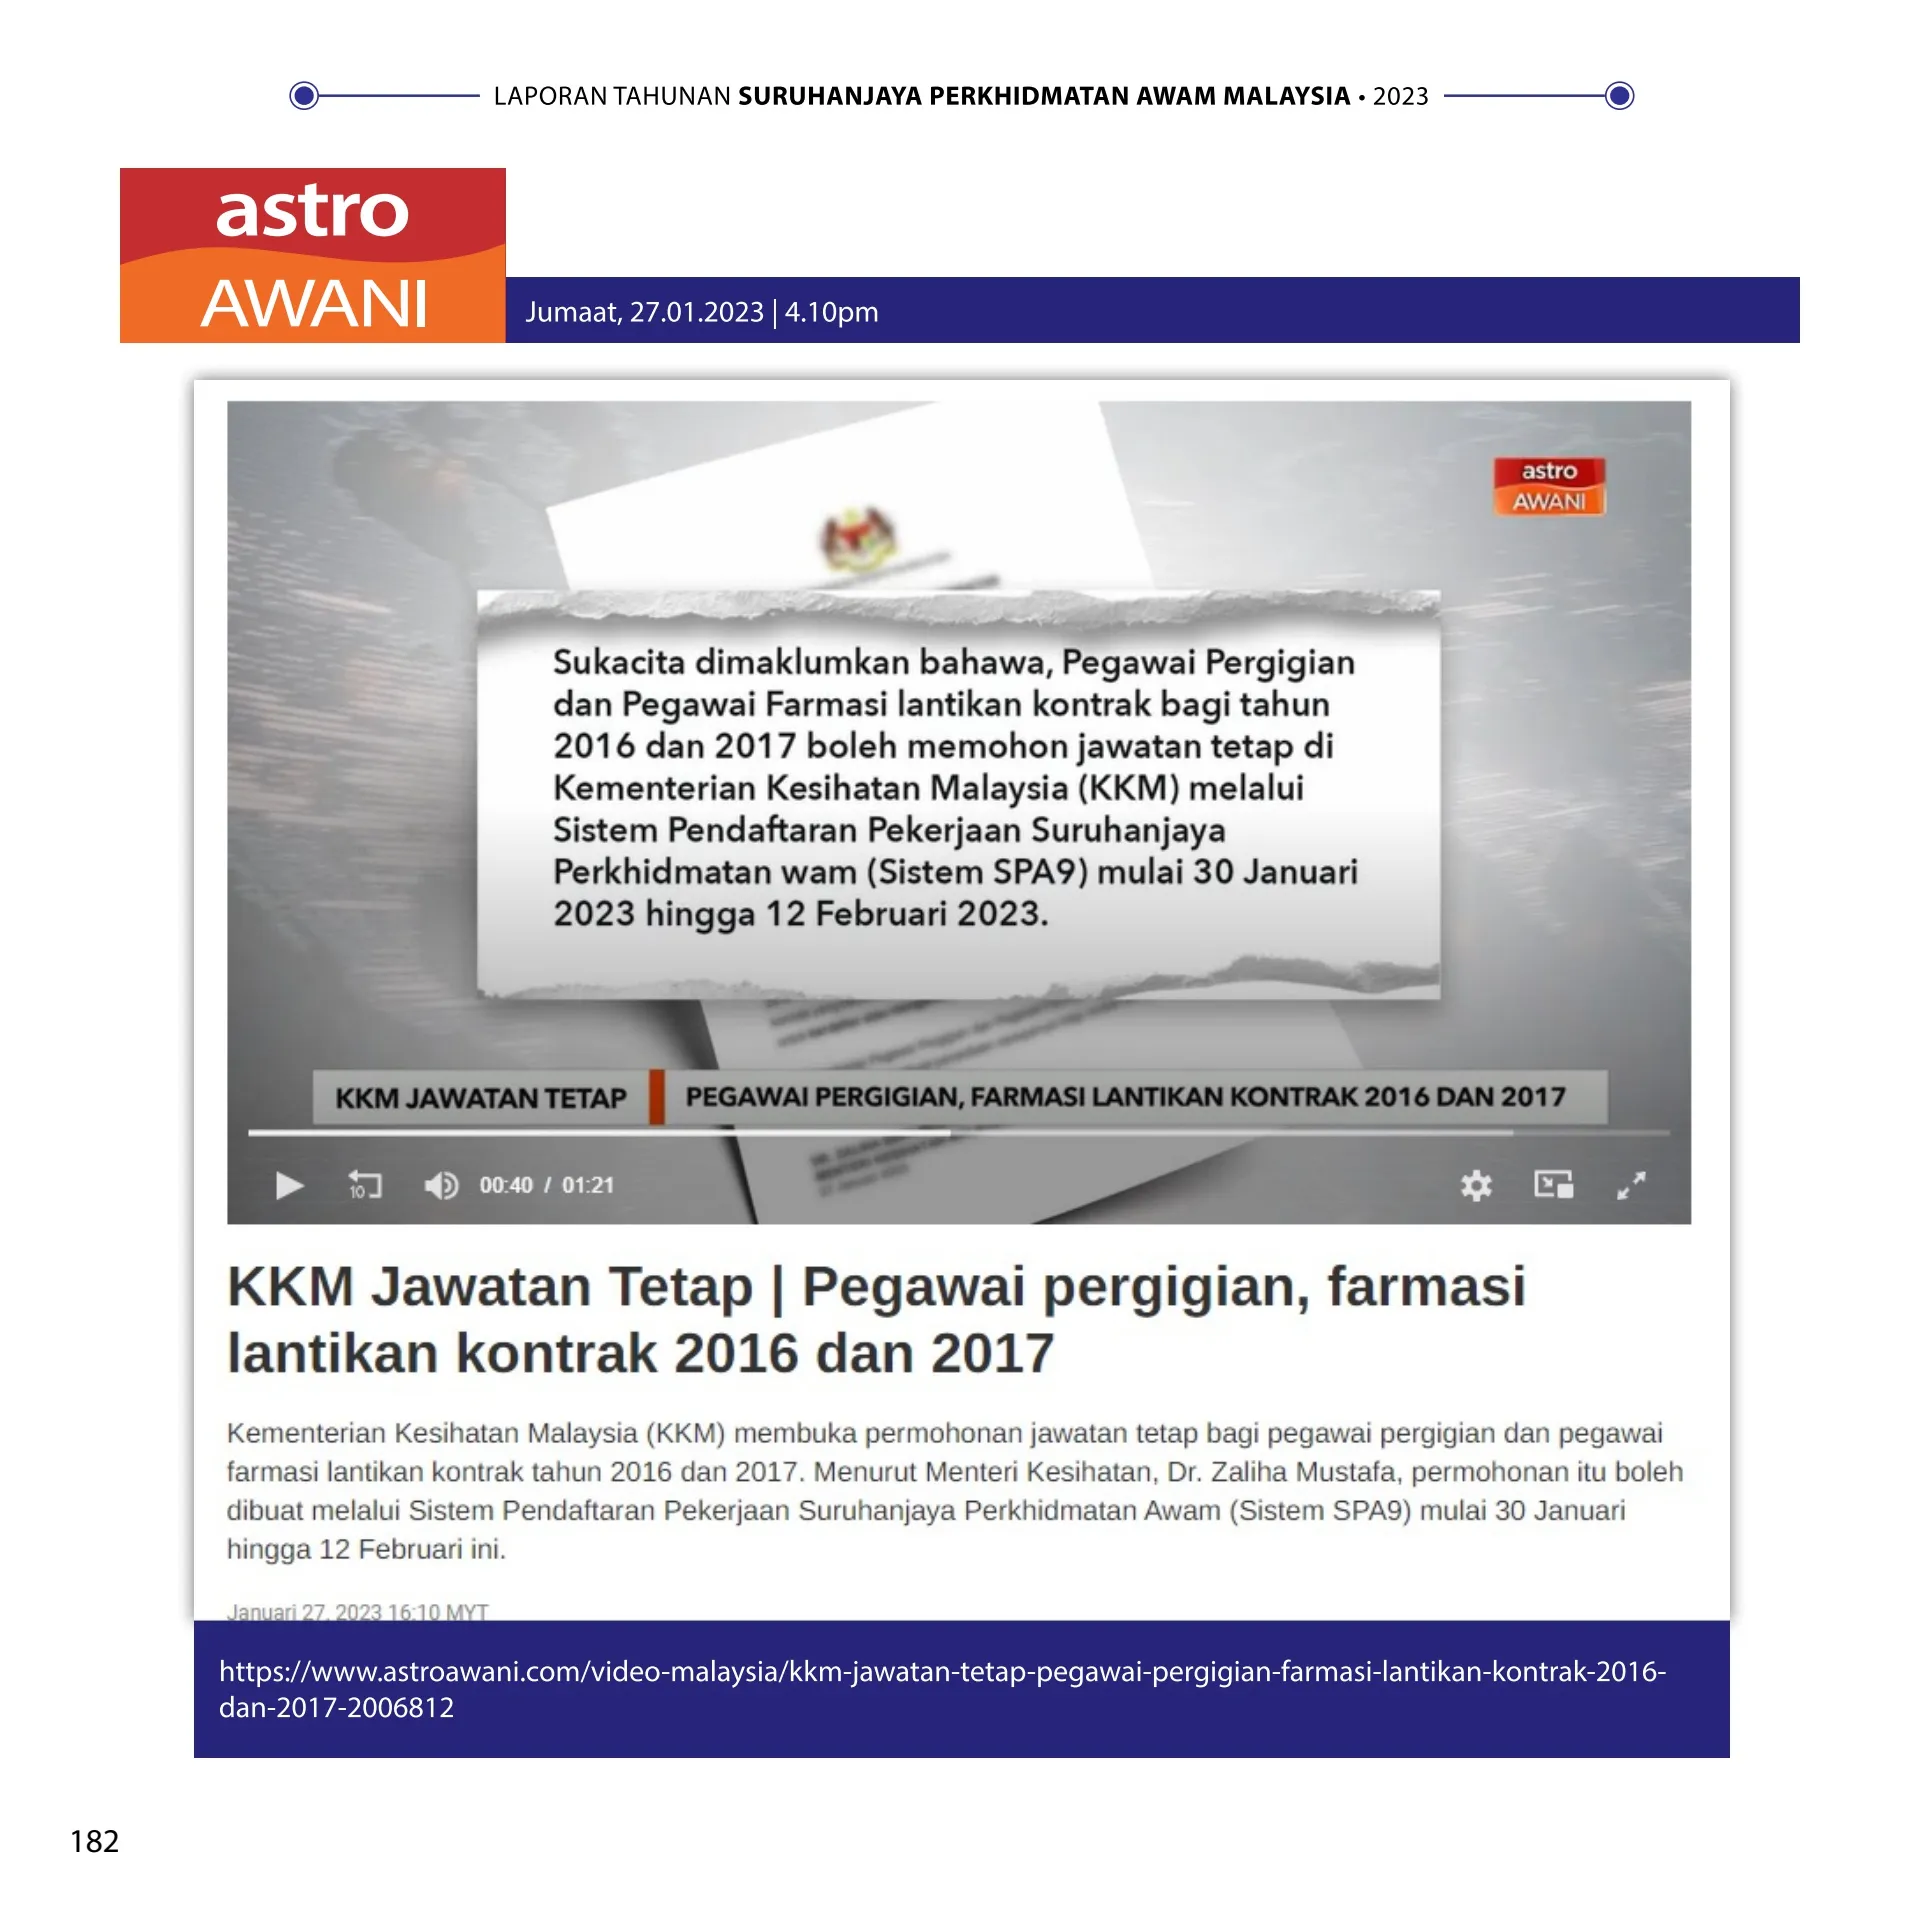 LAPORAN TAHUNAN SURUHANJAYA PERKHIDMATAN AWAM MALAYSIA • 2023
astro
AWANI
Jumaat, 27.01.2023 | 4.10pm
astro
AWANI
Sukacita dimaklumkan bahawa, Pegawai Pergigian
dan Pegawai Farmasi lantikan kontrak bagi tahun
2016 dan 2017 boleh memohon jawatan tetap di
Kementerian Kesihatan Malaysia (KKM) melalui
Sistem Pendaftaran Pekerjaan Suruhanjaya
Perkhidmatan wam (Sistem SPA9) mulai 30 Januari
2023 hingga 12 Februari 2023.
KKM JAWATAN TETAP PEGAWAI PERGIGIAN, FARMASI LANTIKAN KONTRAK 2016 DAN 2017
10 00:40 / 01:21
KKM Jawatan Tetap | Pegawai pergigian, farmasi
lantikan kontrak 2016 dan 2017
Kementerian Kesihatan Malaysia (KKM) membuka permohonan jawatan tetap bagi pegawai pergigian dan pegawai
farmasi lantikan kontrak tahun 2016 dan 2017. Menurut Menteri Kesihatan, Dr. Zaliha Mustafa, permohonan itu boleh
dibuat melalui Sistem Pendaftaran Pekerjaan Suruhanjaya Perkhidmatan Awam (Sistem SPA9) mulai 30 Januari
hingga 12 Februari ini.
Januari 27, 2023 16:10 MYT
https://www.astroawani.com/video-malaysia/kkm-jawatan-tetap-pegawai-pergigian-farmasi-lantikan-kontrak-2016-
dan-2017-2006812
182